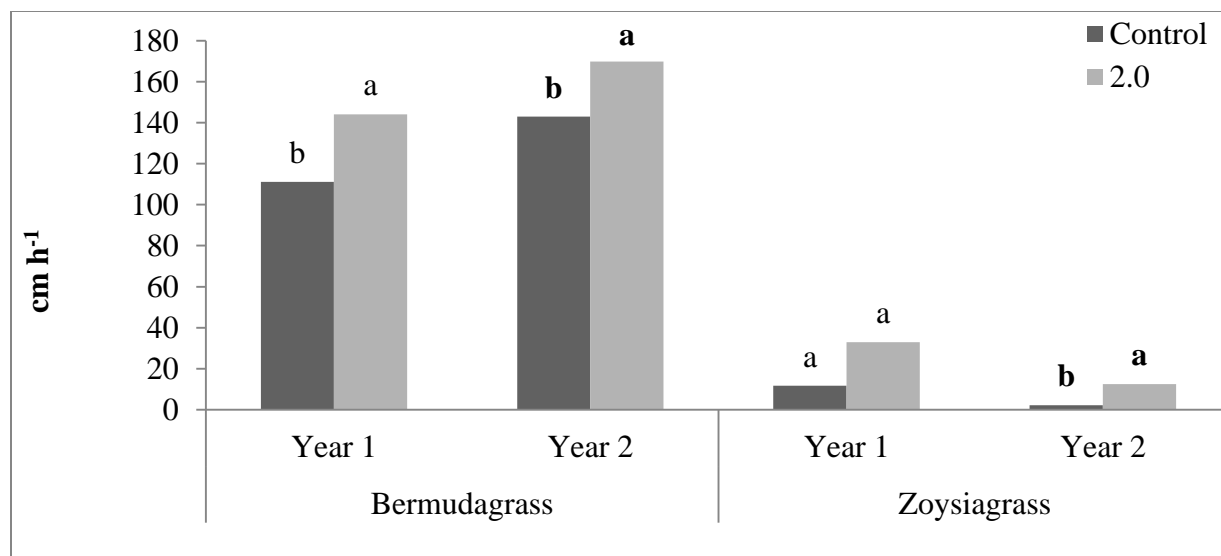 Control
2.0
180
160
140
120
100
80
60
40
20
0
cm h⁻¹
b
a
b
a
a
a
b
a
Year 1
Year 2
Year 1
Year 2
Bermudagrass
Zoysiagrass